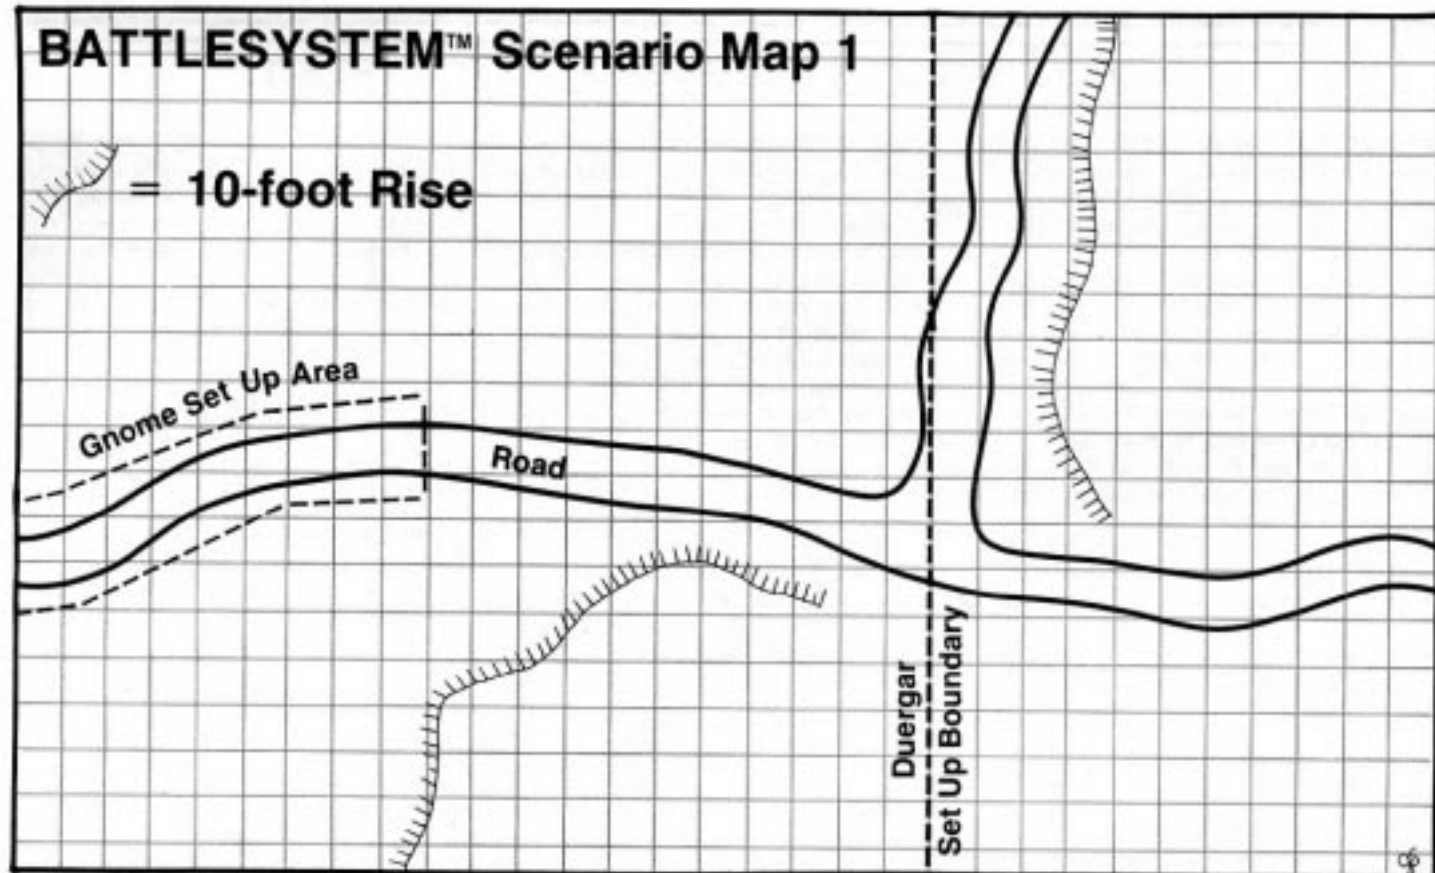 BATTLESYSTEM™ Scenario Map 1
= 10-foot Rise
Gnome Set Up Area
Road
Duergar
Set Up Boundary